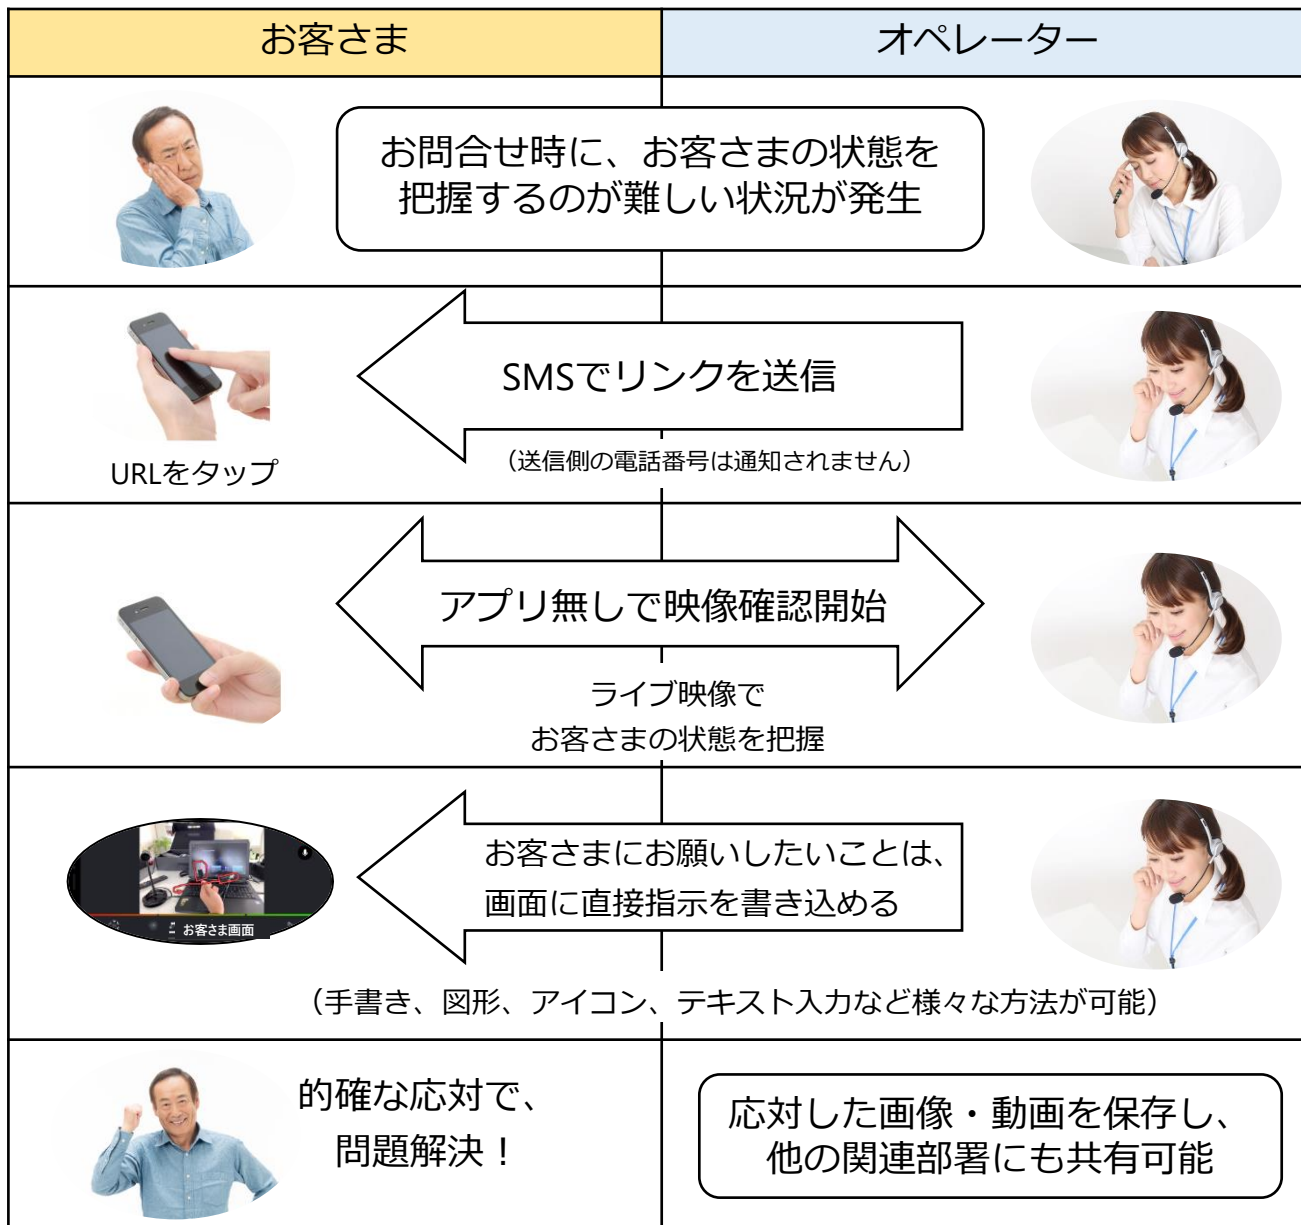 お客さま
オペレーター
お問合せ時に、お客さまの状態を
把握するのが難しい状況が発生
SMSでリンクを送信
URLをタップ
（送信側の電話番号は通知されません）
アプリ無しで映像確認開始
ライブ映像で
お客さまの状態を把握
お客さまにお願いしたいことは、
画面に直接指示を書き込める
お客さま画面
（手書き、図形、アイコン、テキスト入力など様々な方法が可能）
的確な応対で、
問題解決！
応対した画像・動画を保存し、
他の関連部署にも共有可能